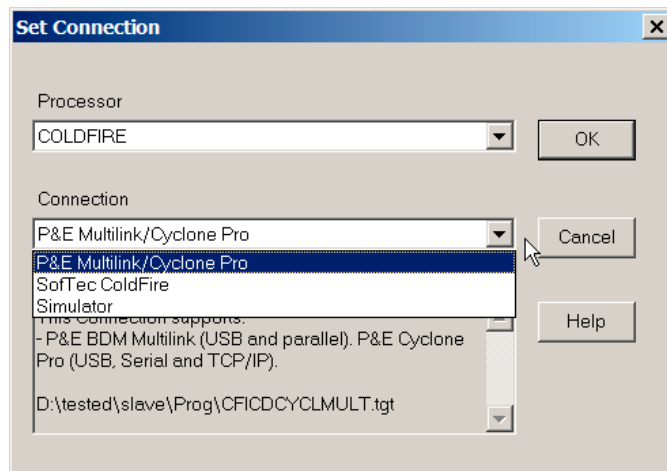 Set Connection
Processor
COLDFIRE
OK
Connection
P&E Multilink/Cyclone Pro
Cancel
P&E Multilink/Cyclone Pro
SofTec ColdFire
Simulator
Help
This Connection supports:
- P&E BDM Multilink (USB and parallel). P&E Cyclone
Pro (USB, Serial and TCP/IP).
D:\tested\slave\Prog\CFICDCYCLMULT.tgt